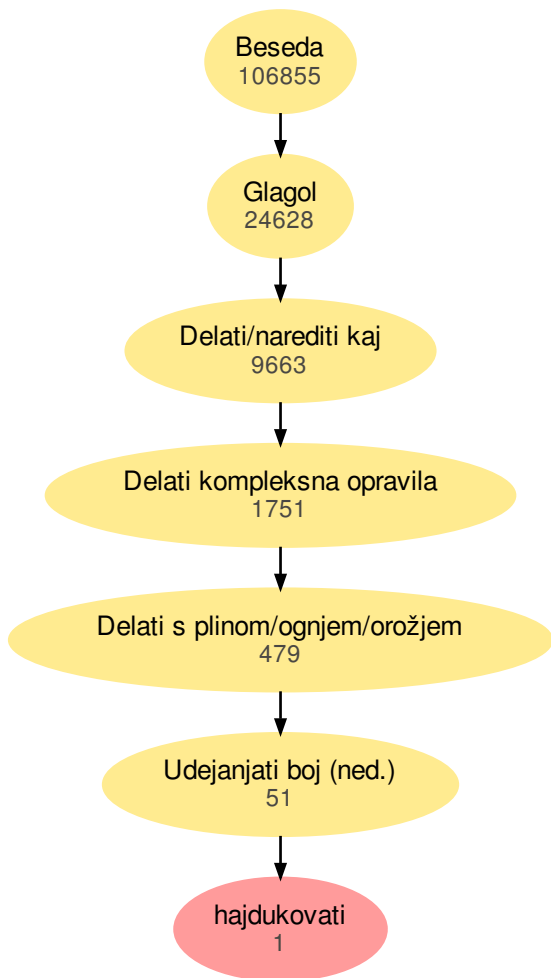 Beseda
106855
Glagol
24628
Delati/narediti kaj
9663
Delati kompleksna opravila
1751
Delati s plinom/ognjem/orožjem
479
Udejanjati boj (ned.)
51
hajdukovati
1